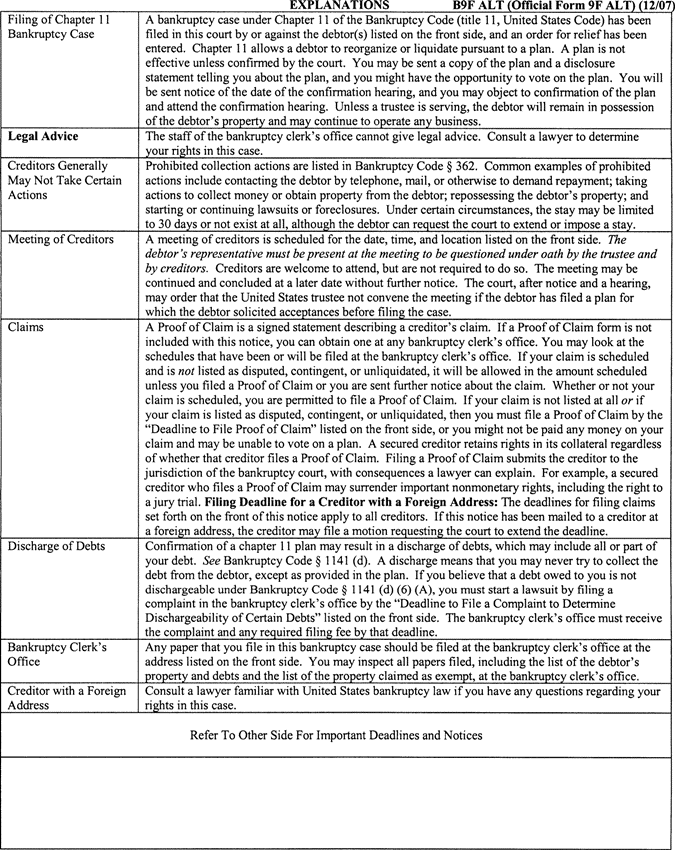 EXPLANATIONS B9F ALT (Official Form 9F ALT) (12/07)
Filing of Chapter 11
Bankruptcy Case
A bankruptcy case under Chapter 11 of the Bankruptcy Code (title 11, United States Code) has been
filed in this court by or against the debtor(s) listed on the front side, and an order for relief has been
entered. Chapter 11 allows a debtor to reorganize or liquidate pursuant to a plan. A plan is not
effective unless confirmed by the court. You may be sent a copy of the plan and a disclosure
statement telling you about the plan, and you might have the opportunity to vote on the plan. You will
be sent notice of the date of the confirmation hearing, and you may object to confirmation of the plan
and attend the confirmation hearing. Unless a trustee is serving, the debtor will remain in possession
of the debtor's property and may continue to operate any business.
Legal Advice
The staff of the bankruptcy clerk's office cannot give legal advice. Consult a lawyer to determine
your rights in this case.
Creditors Generally
May Not Take Certain
Actions
Prohibited collection actions are listed in Bankruptcy Code § 362. Common examples of prohibited
actions include contacting the debtor by telephone, mail, or otherwise to demand repayment; taking
actions to collect money or obtain property from the debtor; repossessing the debtor's property; and
starting or continuing lawsuits or foreclosures. Under certain circumstances, the stay may be limited
to 30 days or not exist at all, although the debtor can request the court to extend or impose a stay.
Meeting of Creditors
A meeting of creditors is scheduled for the date, time, and location listed on the front side. The
debtor's representative must be present at the meeting to be questioned under oath by the trustee and
by creditors. Creditors are welcome to attend, but are not required to do so. The meeting may be
continued and concluded at a later date without further notice. The court, after notice and a hearing,
may order that the United States trustee not convene the meeting if the debtor has filed a plan for
which the debtor solicited acceptances before filing the case.
Claims
A Proof of Claim is a signed statement describing a creditor's claim. If a Proof of Claim form is not
included with this notice, you can obtain one at any bankruptcy clerk's office. You may look at the
schedules that have been or will be filed at the bankruptcy clerk's office. If your claim is scheduled
and is not listed as disputed, contingent, or unliquidated, it will be allowed in the amount scheduled
unless you filed a Proof of Claim or you are sent further notice about the claim. Whether or not your
claim is scheduled, you are permitted to file a Proof of Claim. If your claim is not listed at all or if
your claim is listed as disputed, contingent, or unliquidated, then you must file a Proof of Claim by the
"Deadline to File Proof of Claim" listed on the front side, or you might not be paid any money on your
claim and may be unable to vote on a plan. A secured creditor retains rights in its collateral regardless
of whether that creditor files a Proof of Claim. Filing a Proof of Claim submits the creditor to the
jurisdiction of the bankruptcy court, with consequences a lawyer can explain. For example, a secured
creditor who files a Proof of Claim may surrender important nonmonetary rights, including the right to
a jury trial. Filing Deadline for a Creditor with a Foreign Address: The deadlines for filing claims
set forth on the front of this notice apply to all creditors. If this notice has been mailed to a creditor at
a foreign address, the creditor may file a motion requesting the court to extend the deadline.
Discharge of Debts
Confirmation of a chapter 11 plan may result in a discharge of debts, which may include all or part of
your debt. See Bankruptcy Code § 1141 (d). A discharge means that you may never try to collect the
debt from the debtor, except as provided in the plan. If you believe that a debt owed to you is not
dischargeable under Bankruptcy Code § 1141 (d) (6) (A), you must start a lawsuit by filing a
complaint in the bankruptcy clerk's office by the "Deadline to File a Complaint to Determine
Dischargeability of Certain Debts" listed on the front side. The bankruptcy clerk's office must receive
the complaint and any required filing fee by that deadline.
Bankruptcy Clerk's
Office
Any paper that you file in this bankruptcy case should be filed at the bankruptcy clerk's office at the
address listed on the front side. You may inspect all papers filed, including the list of the debtor's
property and debts and the list of the property claimed as exempt, at the bankruptcy clerk's office.
Creditor with a Foreign
Address
Consult a lawyer familiar with United States bankruptcy law if you have any questions regarding your
rights in this case.
Refer To Other Side For Important Deadlines and Notices